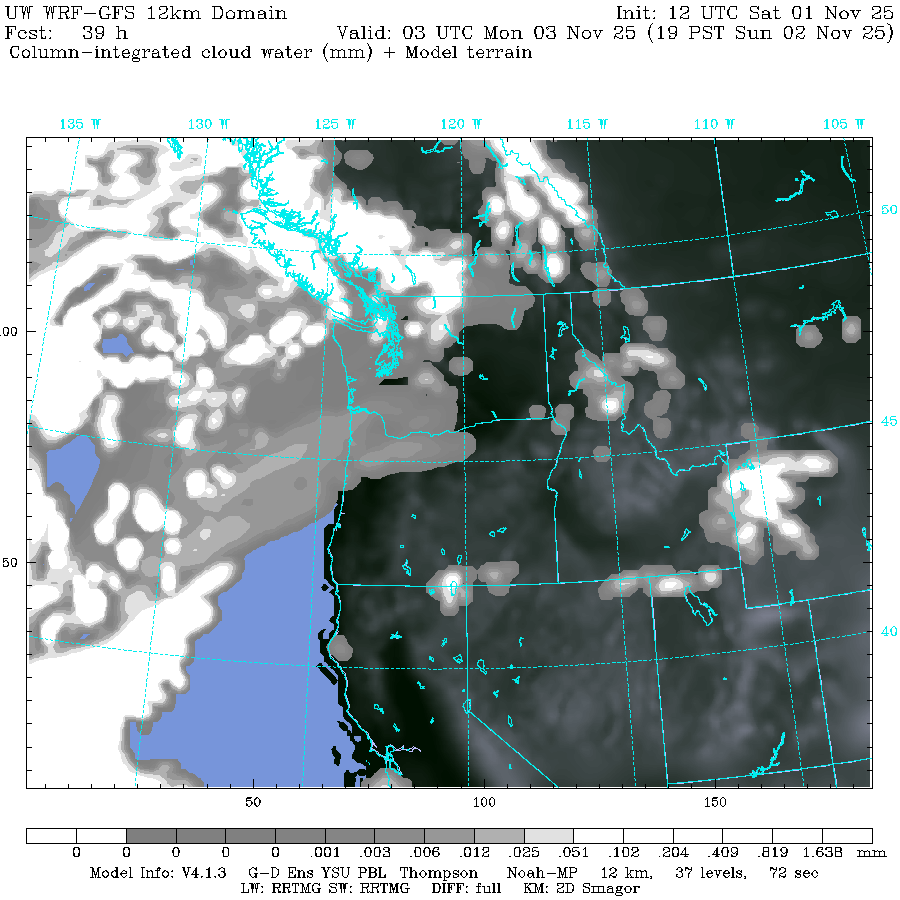 UW WRF-GFS 12km Domain Init: 12 UTC Sat 01 Nov 25
Fcst: 39 h Valid: 03 UTC Mon 03 Nov 25 (19 PST Sun 02 Nov 25)
Column-integrated cloud water (mm) + Model terrain
135 W 130 W 125 W 120 W 115 W 110 W 105 W
50
00
45
50
40
50 100 150
0 0 0 0 0 .001 .003 .006 .012 .025 .051 .102 .204 .409 .819 1.638 mm
Model Info: V4.1.3 G-D Ens YSU PBL Thompson Noah-MP 12 km, 37 levels, 72 sec
LW: RRTMG SW: RRTMG DIFF: full KM: 2D Smagor